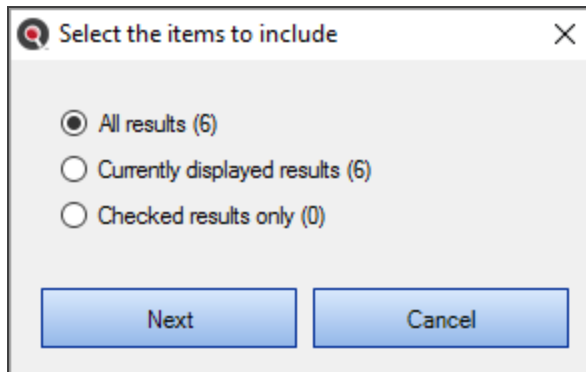 Select the items to include
All results (6)
Currently displayed results (6)
Checked results only (0)
Next
Cancel